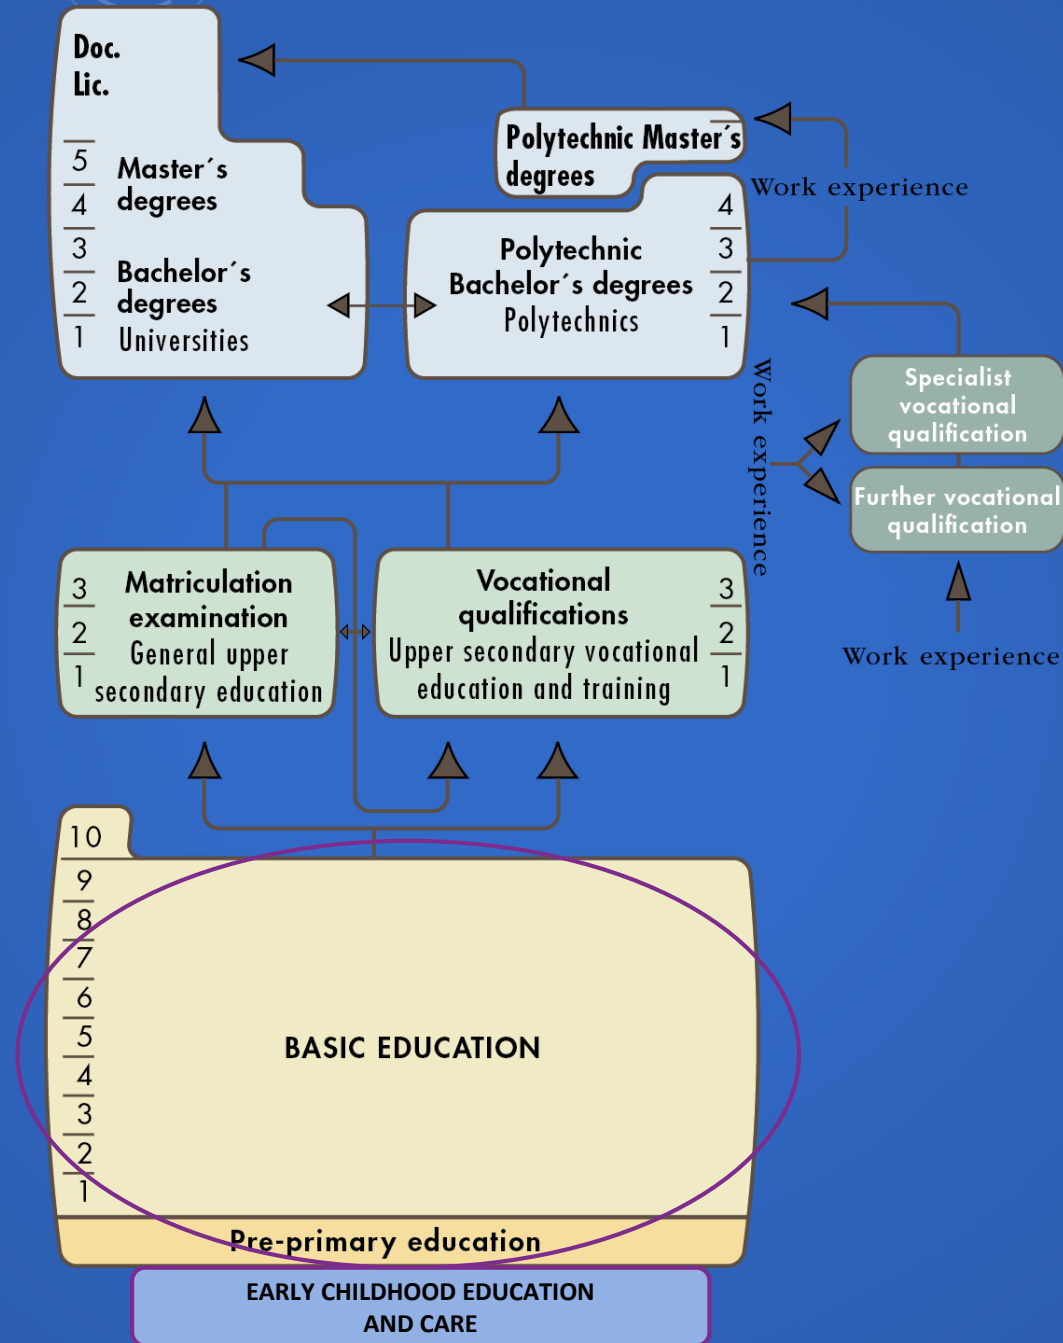 Doc.
Lic.
5
4
3
2
1
Master´s
degrees
Bachelor´s
degrees
Universities
Polytechnic Master´s
degrees
Work experience
Polytechnic
Bachelor´s degrees
Polytechnics
4
3
2
1
Work experience
Specialist
vocational
qualification
Further vocational
qualification
Work experience
3
2
1
Matriculation
examination
General upper
secondary education
Vocational
qualifications
Upper secondary vocational
education and training
3
2
1
10
9
8
7
6
5
4
3
2
1
BASIC EDUCATION
Pre-primary education
EARLY CHILDHOOD EDUCATION
AND CARE